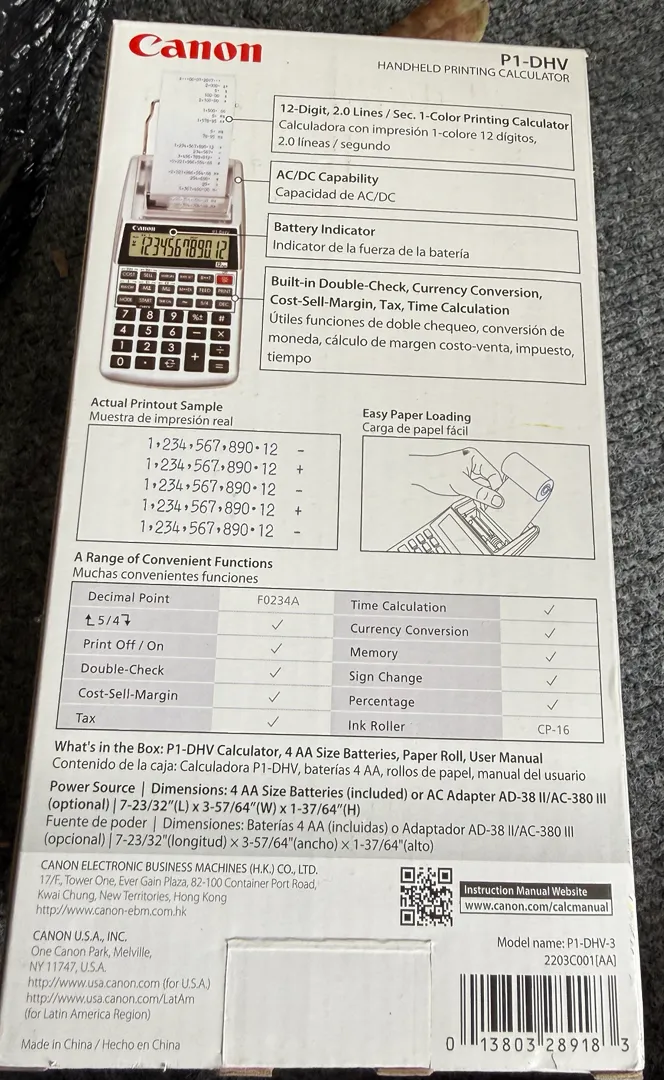 Canon
P1-DHV
HANDHELD PRINTING CALCULATOR
12-Digit, 2.0 Lines / Sec. 1-Color Printing Calculator
Calculadora con impresión 1-colore 12 dígitos,
2.0 líneas / segundo
AC/DC Capability
Capacidad de AC/DC
Battery Indicator
Indicador de la fuerza de la batería
Built-in Double-Check, Currency Conversion,
Cost-Sell-Margin, Tax, Time Calculation
Útiles funciones de doble chequeo, conversión de
moneda, cálculo de margen costo-venta, impuesto,
tiempo
Canon
123456789012
COST SELL
MODE START
7 8 9 %± #
4 5 6 − ×
1 2 3 + ÷
0 · =
Actual Printout Sample
Muestra de impresión real
1,234,567,890·12 −
1,234,567,890·12 +
1,234,567,890·12 −
1,234,567,890·12 +
1,234,567,890·12 −
Easy Paper Loading
Carga de papel fácil
A Range of Convenient Functions
Muchas convenientes funciones
Decimal Point F0234A Time Calculation ✓
↥5/4↧ ✓ Currency Conversion ✓
Print Off / On ✓ Memory ✓
Double-Check ✓ Sign Change ✓
Cost-Sell-Margin ✓ Percentage ✓
Tax ✓ Ink Roller CP-16
What's in the Box: P1-DHV Calculator, 4 AA Size Batteries, Paper Roll, User Manual
Contenido de la caja: Calculadora P1-DHV, baterías 4 AA, rollos de papel, manual del usuario
Power Source | Dimensions: 4 AA Size Batteries (included) or AC Adapter AD-38 II/AC-380 III
(optional) | 7-23/32"(L) x 3-57/64"(W) x 1-37/64"(H)
Fuente de poder | Dimensiones: Baterías 4 AA (incluidas) o Adaptador AD-38 II/AC-380 III
(opcional) | 7-23/32"(longitud) × 3-57/64"(ancho) × 1-37/64"(alto)
CANON ELECTRONIC BUSINESS MACHINES (H.K.) CO., LTD.
17/F, Tower One, Ever Gain Plaza, 82-100 Container Port Road,
Kwai Chung, New Territories, Hong Kong
http://www.canon-ebm.com.hk
Instruction Manual Website
www.canon.com/calcmanual
CANON U.S.A., INC.
One Canon Park, Melville,
NY 11747, U.S.A.
http://www.usa.canon.com (for U.S.A.)
http://www.usa.canon.com/LatAm
(for Latin America Region)
Model name: P1-DHV-3
2203C001[AA]
Made in China / Hecho en China
0 13803 28918 3